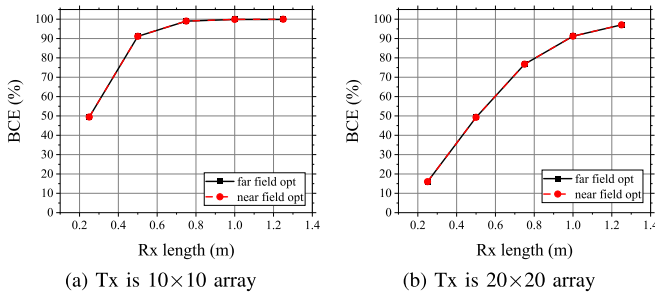 100
90
80
70
60
50
40
30
20
10
0
BCE (%)
far field opt
near field opt
0.2 0.4 0.6 0.8 1.0 1.2 1.4
Rx length (m)
(a) Tx is 10×10 array
100
90
80
70
60
50
40
30
20
10
0
BCE (%)
far field opt
near field opt
0.2 0.4 0.6 0.8 1.0 1.2 1.4
Rx length (m)
(b) Tx is 20×20 array